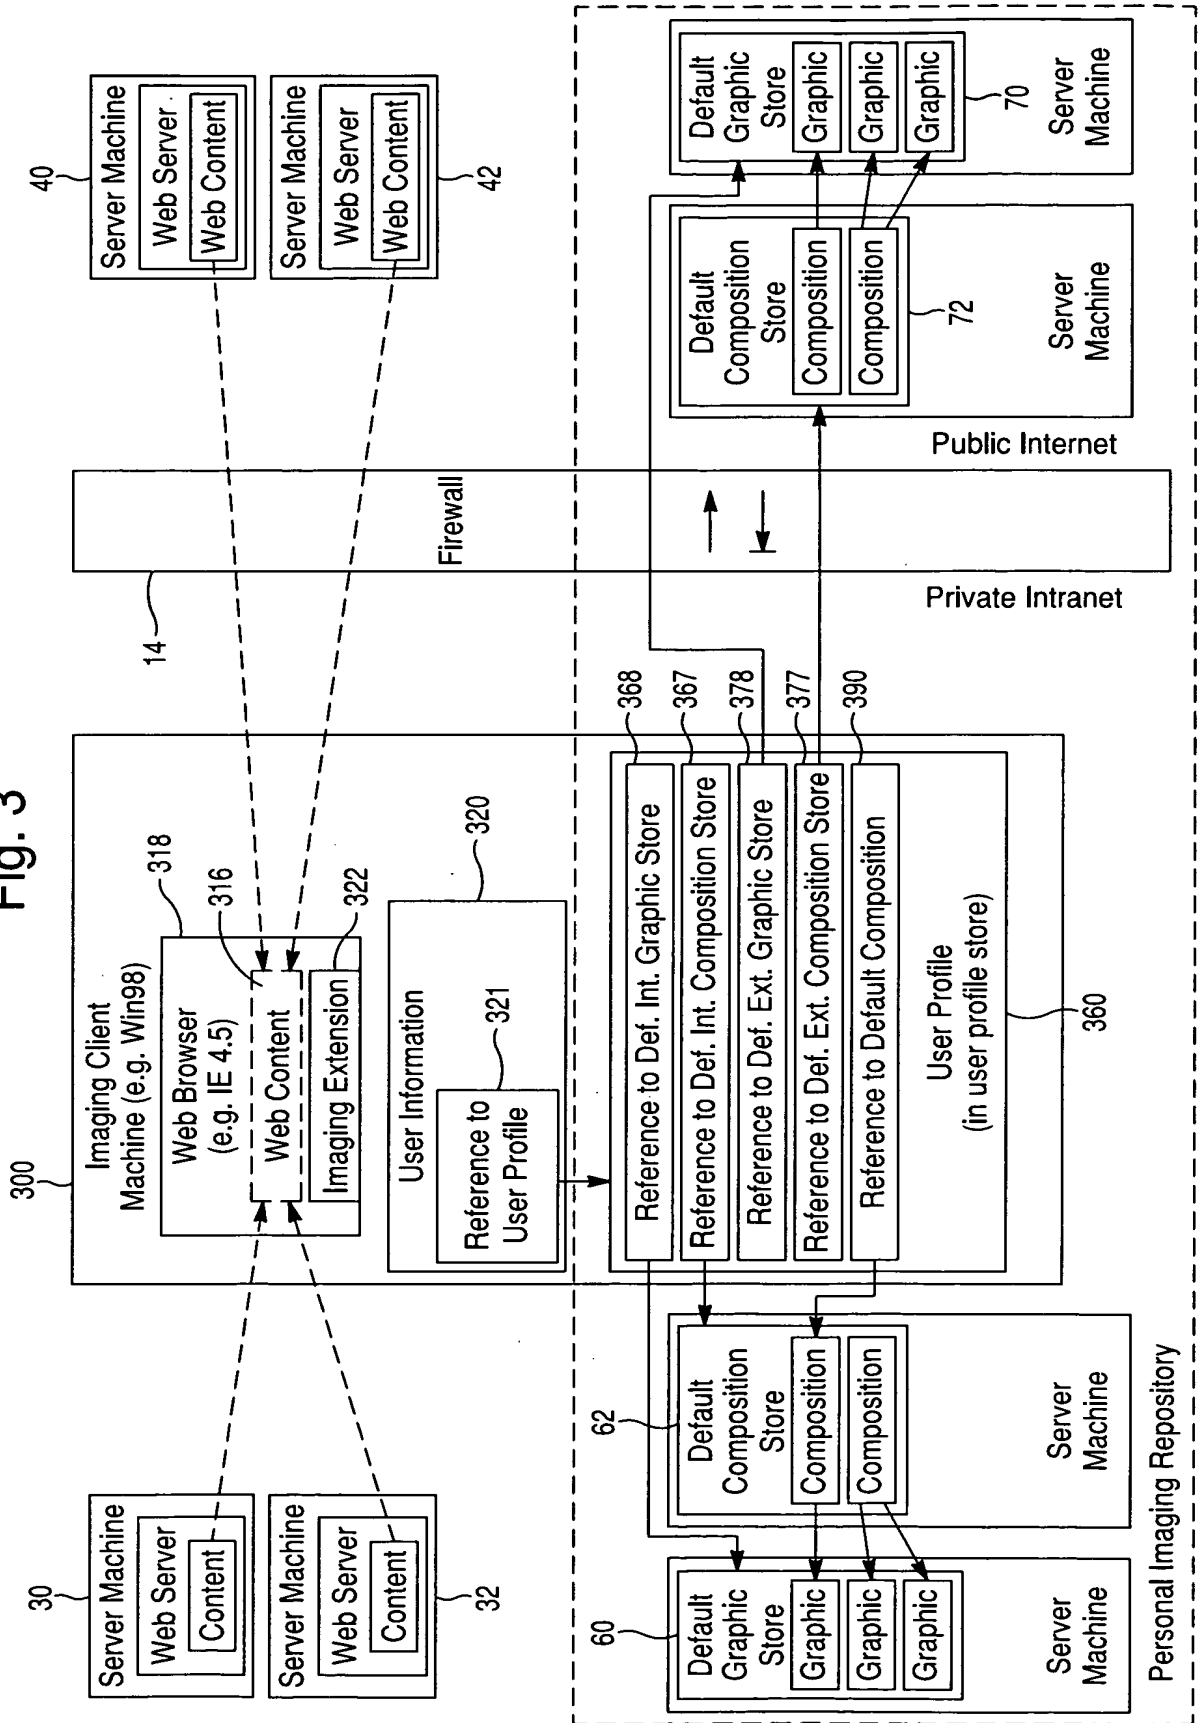 Fig. 3
30
Server Machine
Web Server
Content
Server Machine
Web Server
Content
32
300
Imaging Client
Machine (e.g. Win98)
Web Browser
(e.g. IE 4.5)
318
316
Web Content
322
Imaging Extension
User Information
320
321
Reference to
User Profile
14
Firewall
40
Server Machine
Web Server
Web Content
Server Machine
Web Server
Web Content
42
60
Default
Graphic
Store
Graphic
Graphic
Graphic
Server
Machine
62
Default
Composition
Store
Composition
Composition
Server
Machine
Reference to Def. Int. Graphic Store
368
Reference to Def. Int. Composition Store
367
Reference to Def. Ext. Graphic Store
378
Reference to Def. Ext. Composition Store
377
Reference to Default Composition
390
User Profile
(in user profile store)
360
Private Intranet
Public Internet
Default
Composition
Store
Composition
Composition
72
Server
Machine
Default
Graphic
Store
Graphic
Graphic
Graphic
70
Server
Machine
Personal Imaging Repository